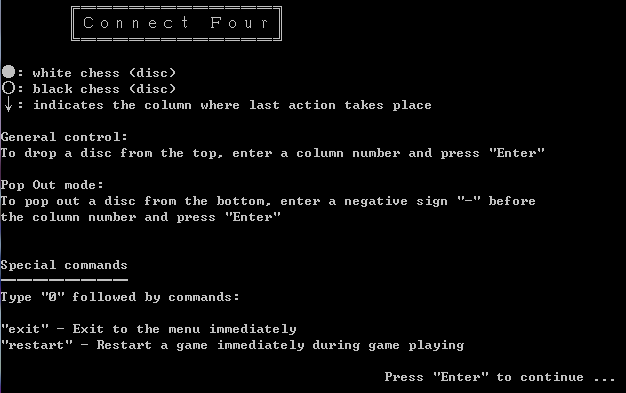 Connect Four
●: white chess (disc)
○: black chess (disc)
↓: indicates the column where last action takes place
General control:
To drop a disc from the top, enter a column number and press "Enter"
Pop Out mode:
To pop out a disc from the bottom, enter a negative sign "-" before
the column number and press "Enter"
Special commands
Type "0" followed by commands:
"exit" - Exit to the menu immediately
"restart" - Restart a game immediately during game playing
Press "Enter" to continue ...